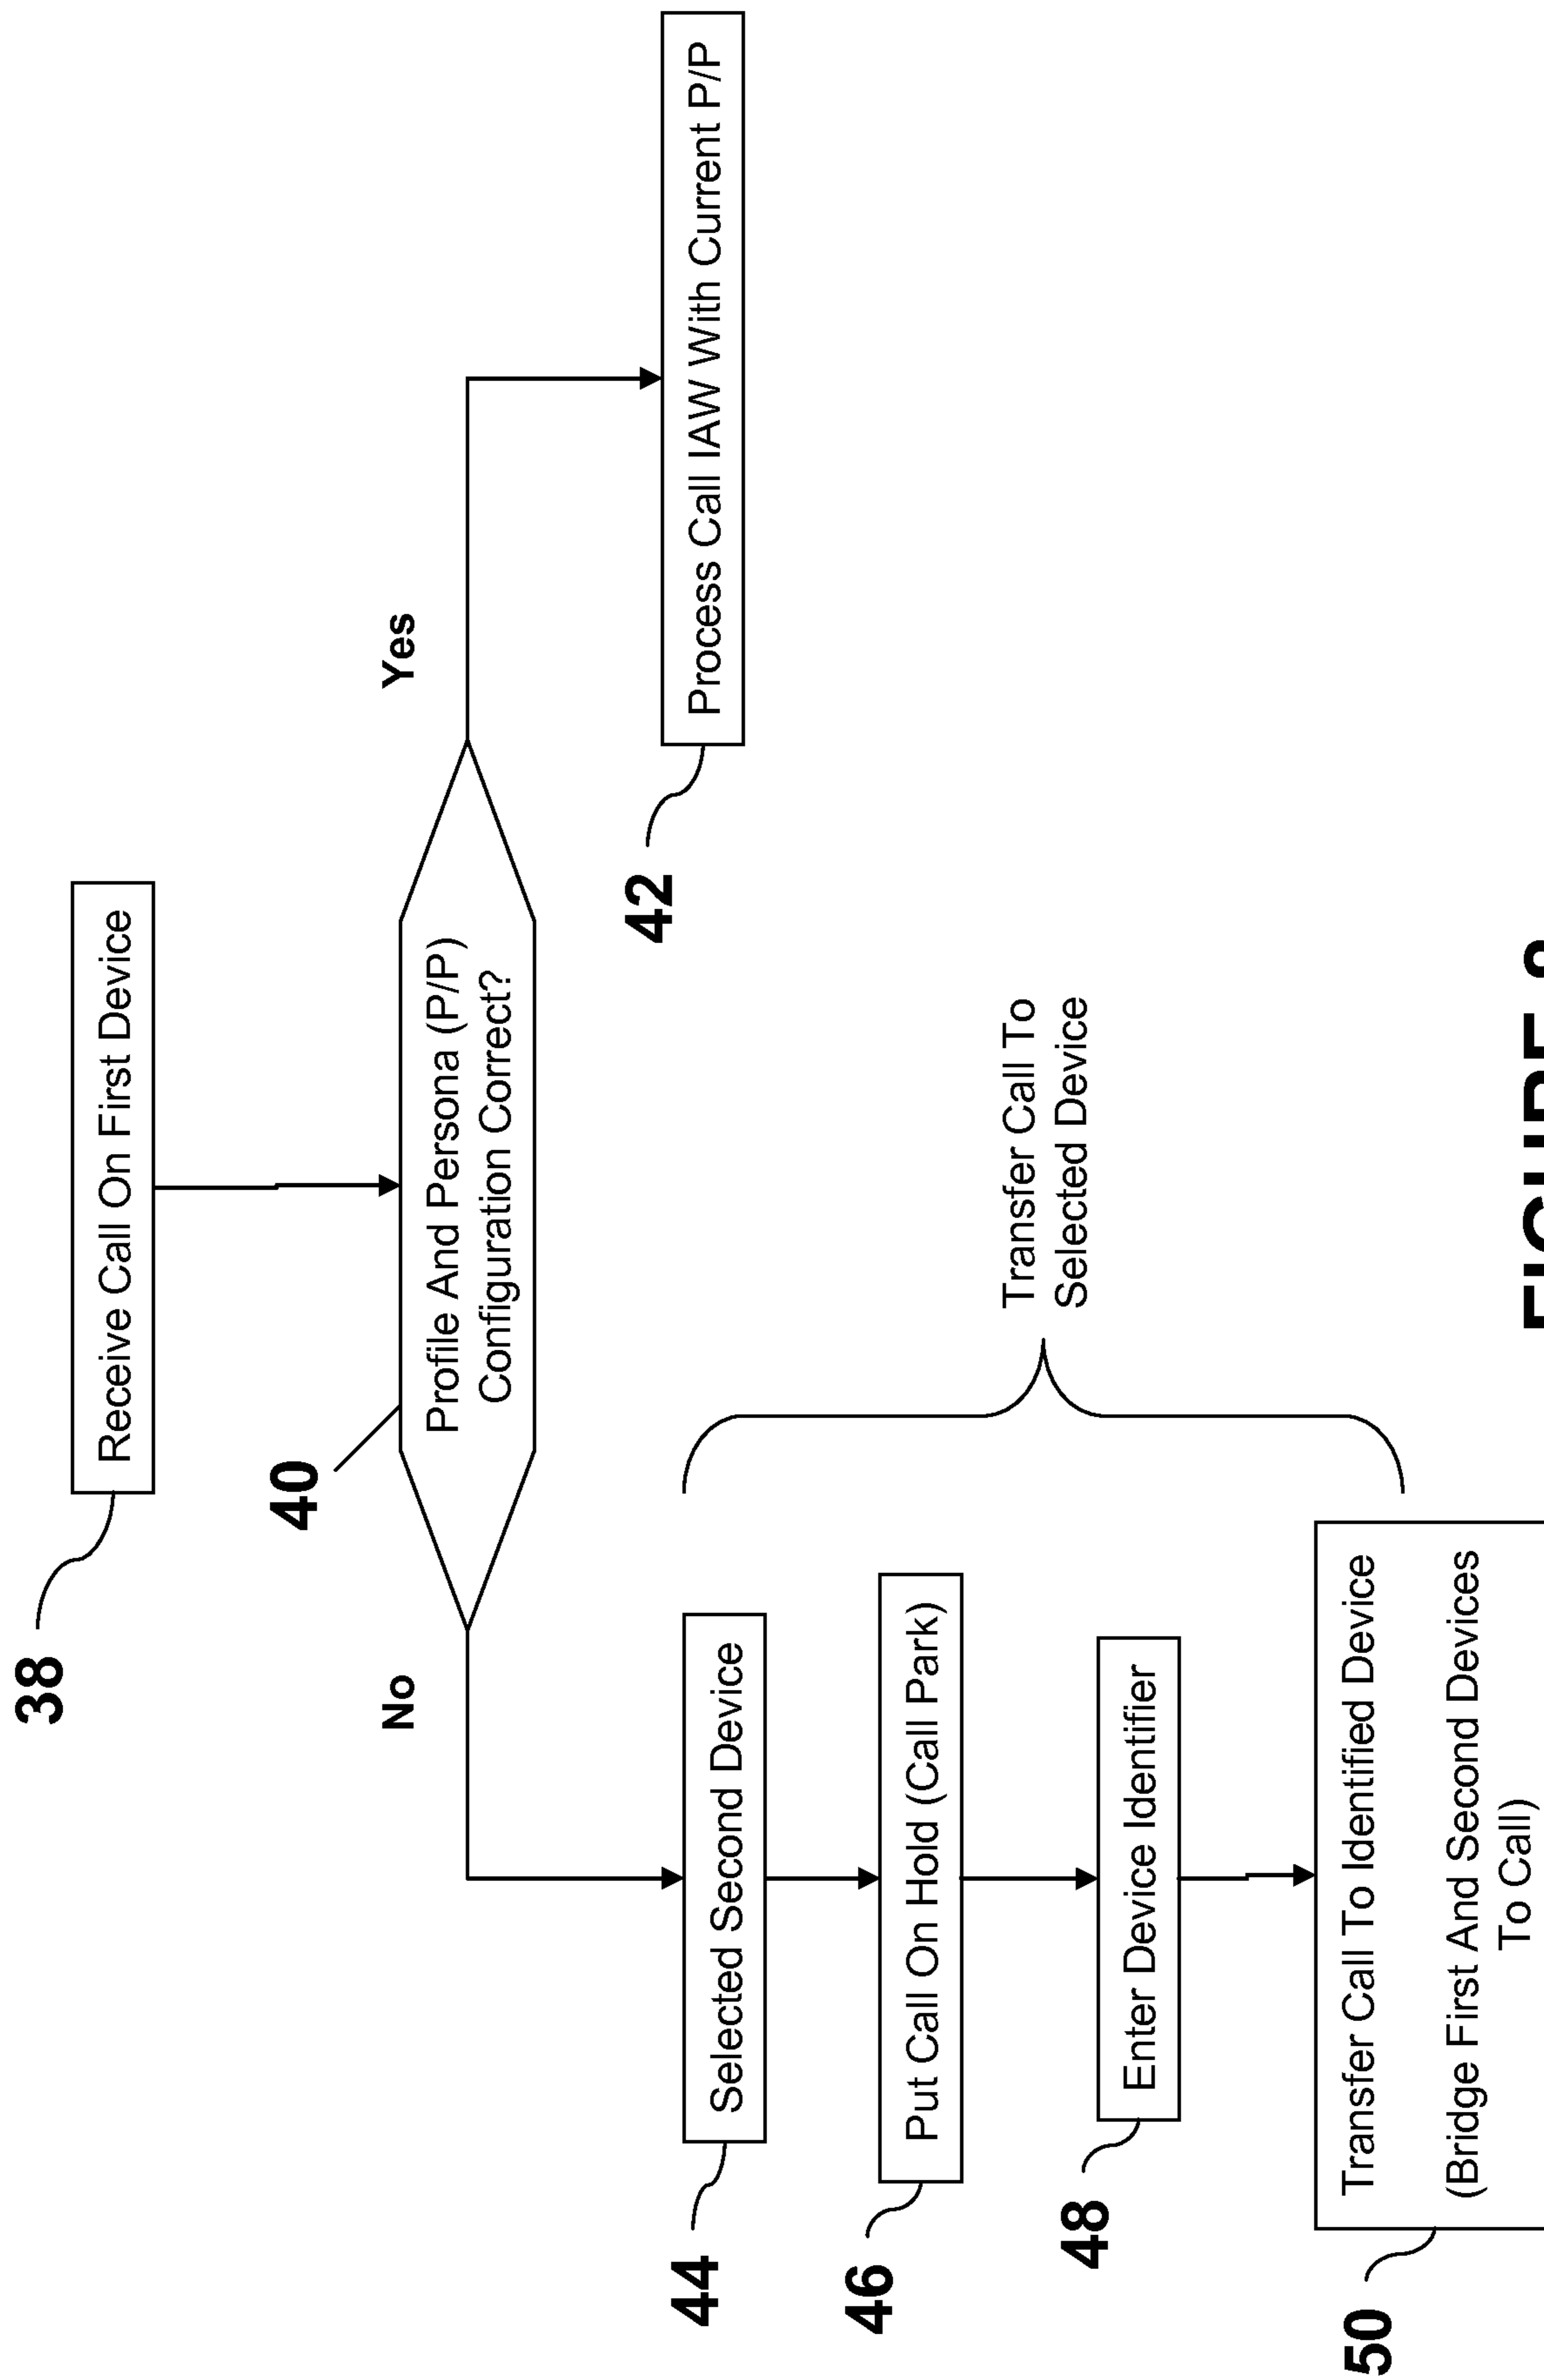 38
Receive Call On First Device
40
Profile And Persona (P/P)
Configuration Correct?
No
Yes
42
Process Call IAW With Current P/P
44
Selected Second Device
46
Put Call On Hold (Call Park)
48
Enter Device Identifier
Transfer Call To
Selected Device
50
Transfer Call To Identified Device
(Bridge First And Second Devices
To Call)
FIGURE